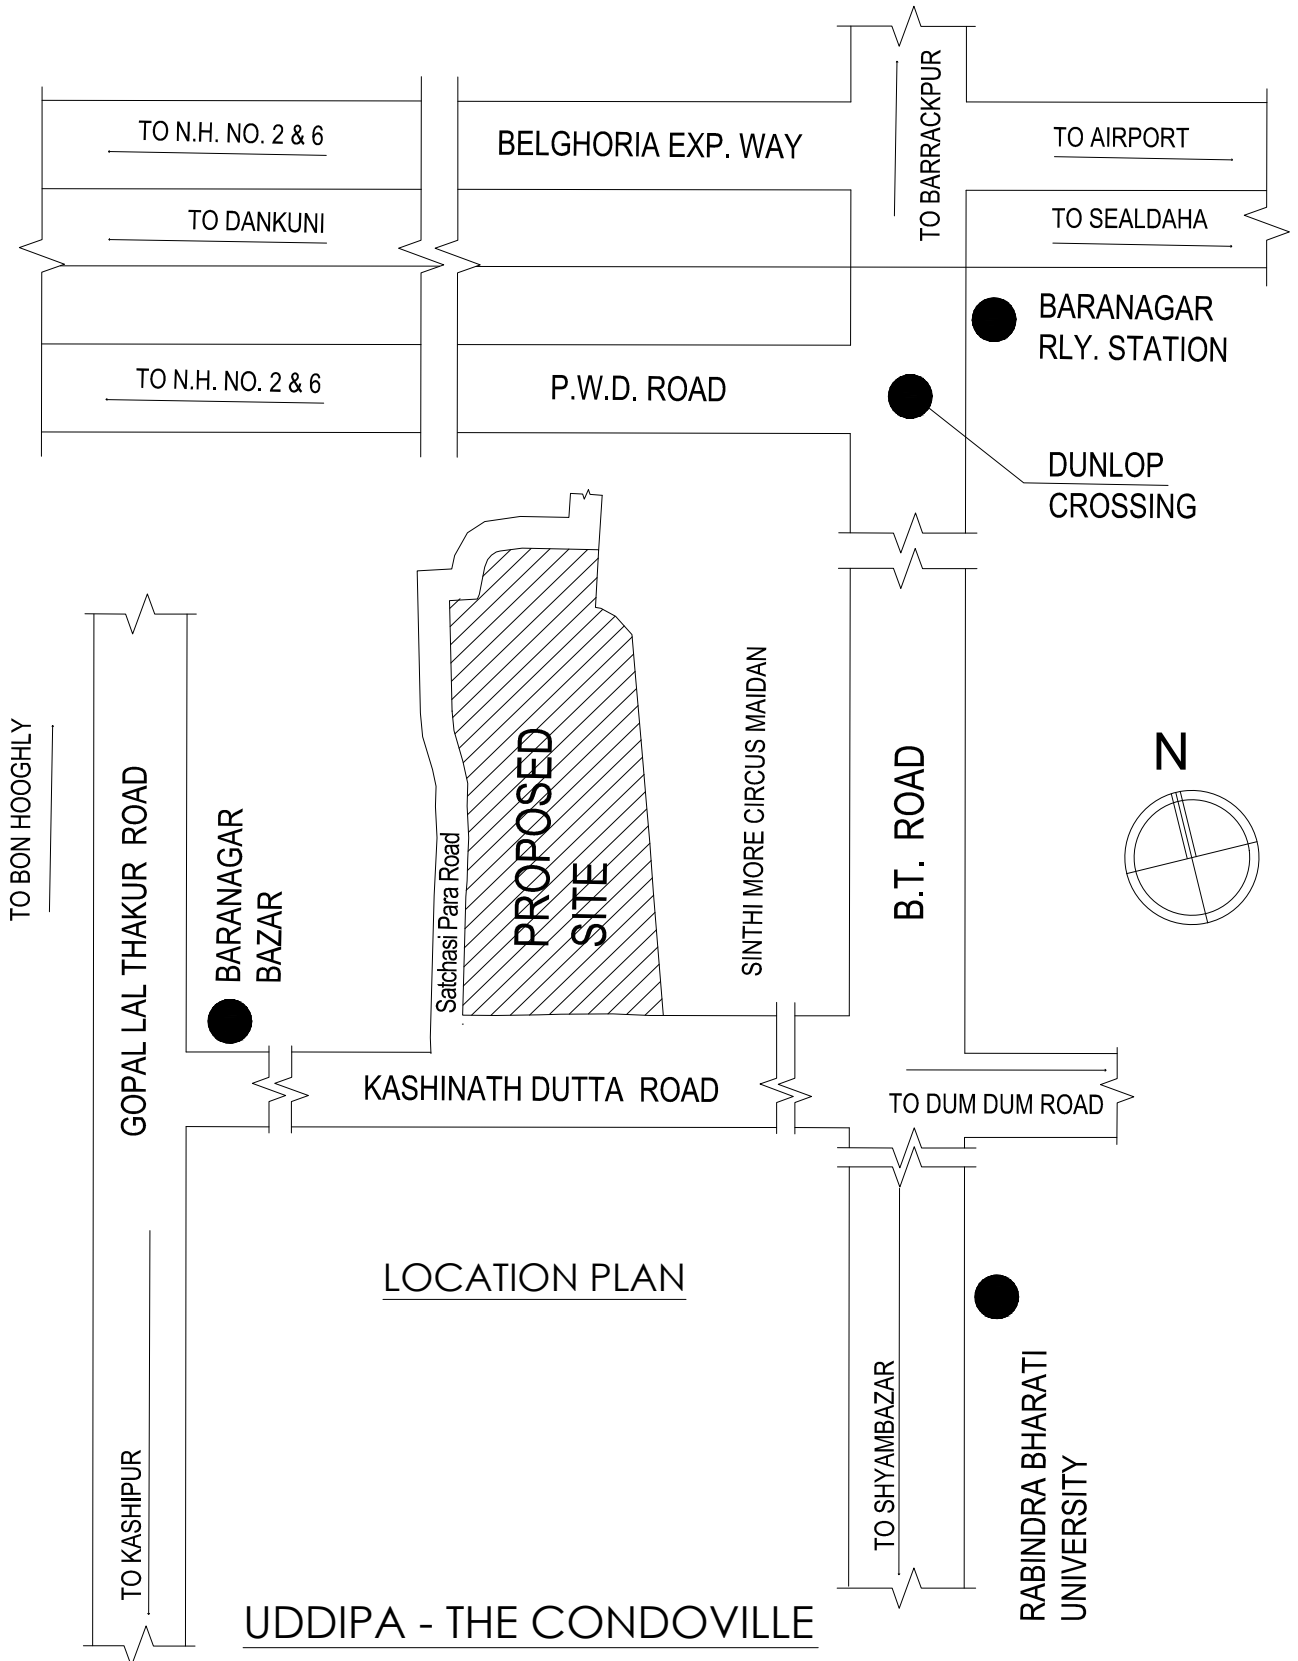 TO N.H. NO. 2 & 6
BELGHORIA EXP. WAY
TO BARRACKPUR
TO AIRPORT
TO DANKUNI
TO SEALDAHA
BARANAGAR
RLY. STATION
TO N.H. NO. 2 & 6
P.W.D. ROAD
DUNLOP
CROSSING
TO BON HOOGHLY
GOPAL LAL THAKUR ROAD
BARANAGAR
BAZAR
Satchasi Para Road
PROPOSED
SITE
SINTHI MORE CIRCUS MAIDAN
B.T. ROAD
N
KASHINATH DUTTA ROAD
TO DUM DUM ROAD
LOCATION PLAN
TO KASHIPUR
TO SHYAMBAZAR
RABINDRA BHARATI
UNIVERSITY
UDDIPA - THE CONDOVILLE